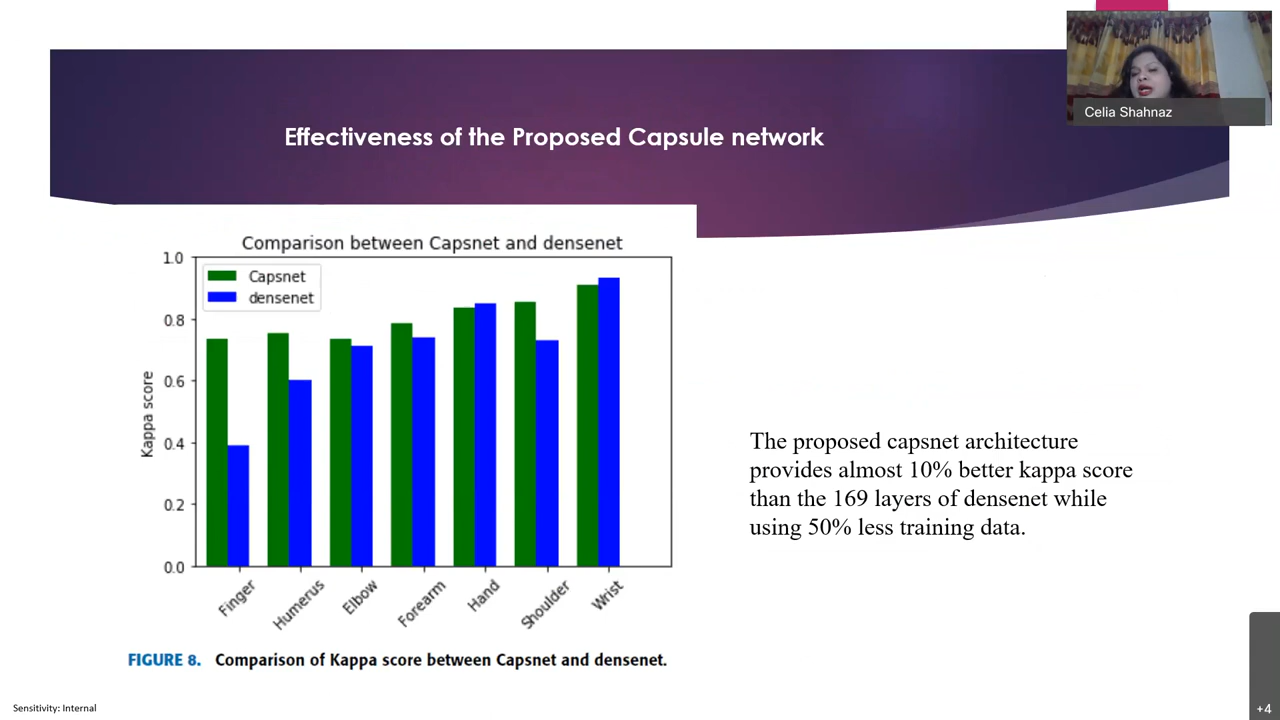 Celia Shahnaz
Effectiveness of the Proposed Capsule network
Comparison between Capsnet and densenet
Capsnet
densenet
1.0
0.8
0.6
0.4
0.2
0.0
Kappa score
Finger
Humerus
Elbow
Forearm
Hand
Shoulder
Wrist
FIGURE 8. Comparison of Kappa score between Capsnet and densenet.
The proposed capsnet architecture
provides almost 10% better kappa score
than the 169 layers of densenet while
using 50% less training data.
Sensitivity: Internal
+4